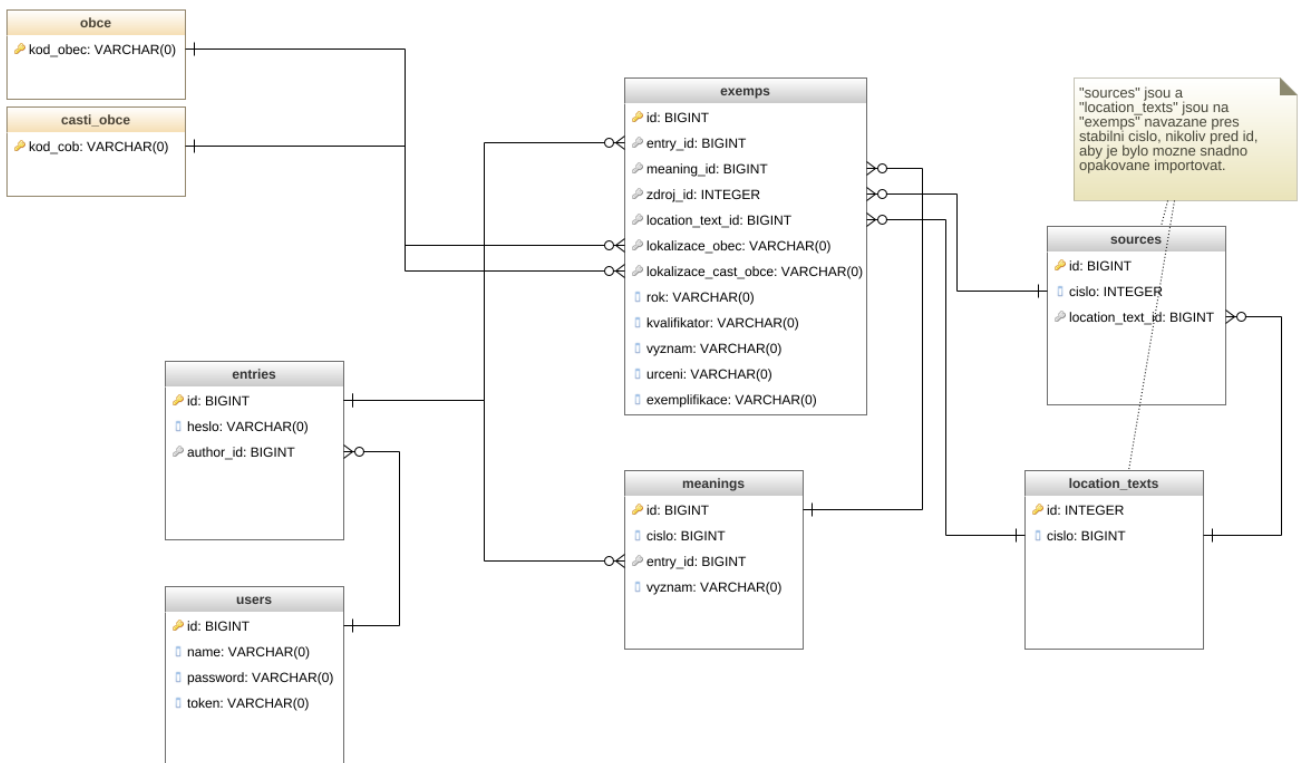 obce
kod_obec: VARCHAR(0)
casti_obce
kod_cob: VARCHAR(0)
exemps
id: BIGINT
entry_id: BIGINT
meaning_id: BIGINT
zdroj_id: INTEGER
location_text_id: BIGINT
lokalizace_obec: VARCHAR(0)
lokalizace_cast_obce: VARCHAR(0)
rok: VARCHAR(0)
kvalifikator: VARCHAR(0)
vyznam: VARCHAR(0)
urceni: VARCHAR(0)
exemplifikace: VARCHAR(0)
"sources" jsou a
"location_texts" jsou na
"exemps" navazane pres
stabilni cislo, nikoliv pred id,
aby je bylo mozne snadno
opakovane importovat.
sources
id: BIGINT
cislo: INTEGER
location_text_id: BIGINT
entries
id: BIGINT
heslo: VARCHAR(0)
author_id: BIGINT
meanings
id: BIGINT
cislo: BIGINT
entry_id: BIGINT
vyznam: VARCHAR(0)
location_texts
id: INTEGER
cislo: BIGINT
users
id: BIGINT
name: VARCHAR(0)
password: VARCHAR(0)
token: VARCHAR(0)